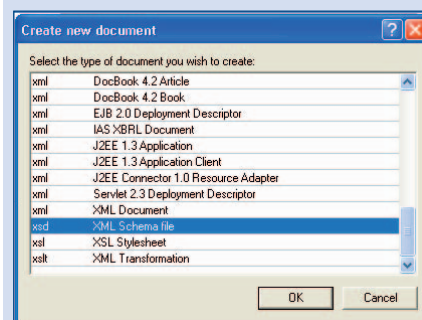 Create new document
Select the type of document you wish to create:
xml DocBook 4.2 Article
xml DocBook 4.2 Book
xml EJB 2.0 Deployment Descriptor
xml IAS XBRL Document
xml J2EE 1.3 Application
xml J2EE 1.3 Application Client
xml J2EE Connector 1.0 Resource Adapter
xml Servlet 2.3 Deployment Descriptor
xml XML Document
xsd XML Schema file
xsl XSL Stylesheet
xslt XML Transformation
OK Cancel